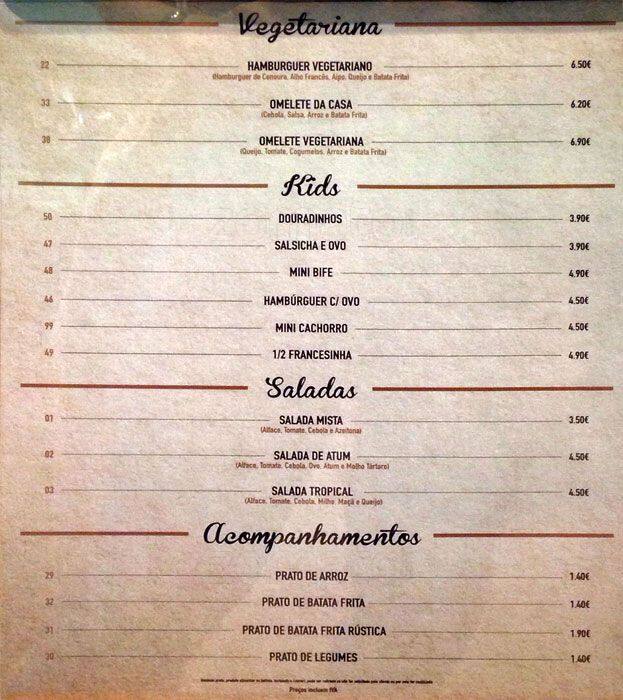 Vegetariana
22 HAMBURGUER VEGETARIANO 6.50€
(Hamburguer de Cenoura, Alho Francês, Aipo, Queijo e Batata Frita)
33 OMELETE DA CASA 6.20€
(Cebola, Salsa, Arroz e Batata Frita)
38 OMELETE VEGETARIANA 6.90€
(Queijo, Tomate, Cogumelos, Arroz e Batata Frita)
Kids
50 DOURADINHOS 3.90€
47 SALSICHA E OVO 3.90€
48 MINI BIFE 4.90€
46 HAMBÚRGUER C/ OVO 4.50€
99 MINI CACHORRO 4.50€
49 1/2 FRANCESINHA 4.90€
Saladas
01 SALADA MISTA 3.50€
(Alface, Tomate, Cebola e Azeitona)
02 SALADA DE ATUM 4.50€
(Alface, Tomate, Cebola, Ovo, Atum e Molho Tártaro)
03 SALADA TROPICAL 4.50€
(Alface, Tomate, Cebola, Milho, Maçã e Queijo)
Acompanhamentos
29 PRATO DE ARROZ 1.40€
32 PRATO DE BATATA FRITA 1.40€
31 PRATO DE BATATA FRITA RÚSTICA 1.90€
30 PRATO DE LEGUMES 1.40€
Preços incluem IVA